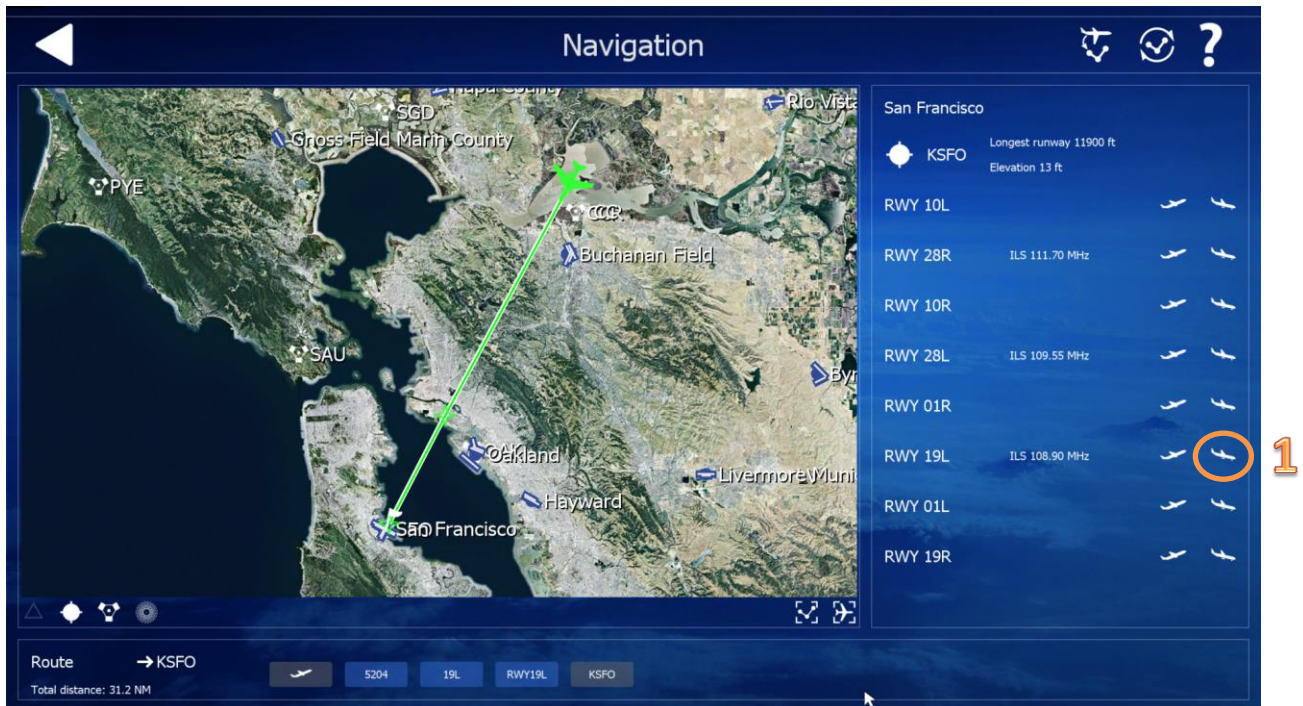 Navigation
?
Napa County
SGD
Rio Vista
Gnoss Field Marin County
PYE
CCR
Buchanan Field
SAU
Byr
OAK
Oakland
Livermore Muni
Hayward
SFO
San Francisco
San Francisco
KSFO
Longest runway 11900 ft
Elevation 13 ft
RWY 10L
RWY 28R ILS 111.70 MHz
RWY 10R
RWY 28L ILS 109.55 MHz
RWY 01R
RWY 19L ILS 108.90 MHz
1
RWY 01L
RWY 19R
Route →KSFO
Total distance: 31.2 NM
5204 19L RWY19L KSFO